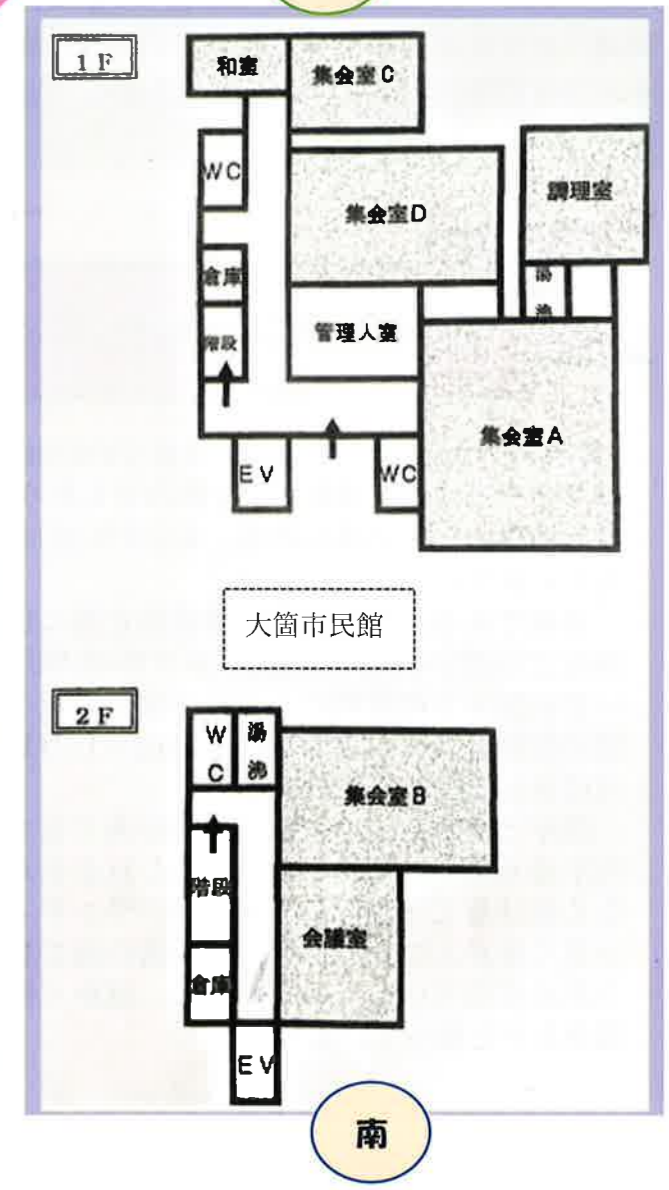 1F
和室
集会室C
WC
調理室
集会室D
倉庫
湯沸
階段
管理人室
集会室A
EV
WC
大箇市民館
2F
WC
湯沸
集会室B
階段
会議室
倉庫
EV
南